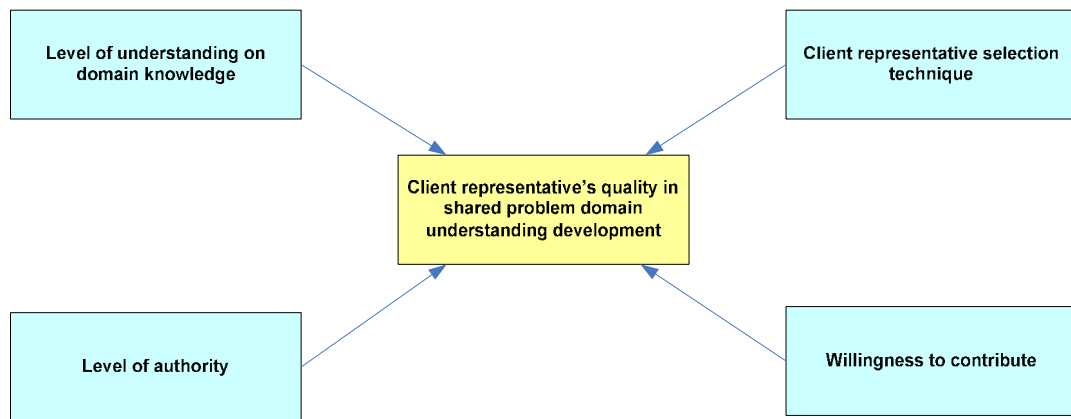 Level of understanding on
domain knowledge
Client representative selection
technique
Client representative's quality in
shared problem domain
understanding development
Level of authority
Willingness to contribute